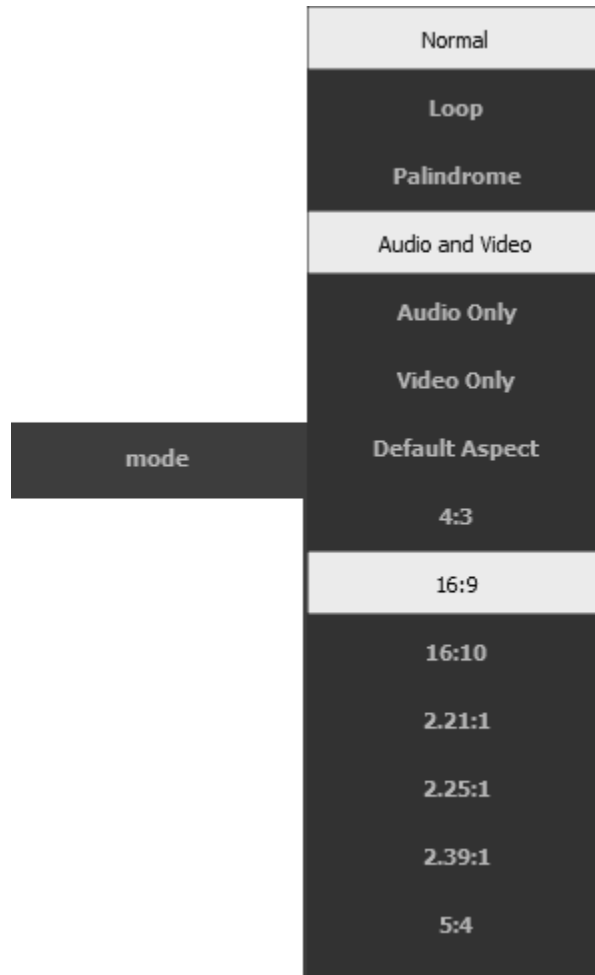 Normal
Loop
Palindrome
Audio and Video
Audio Only
Video Only
mode
Default Aspect
4:3
16:9
16:10
2.21:1
2.25:1
2.39:1
5:4